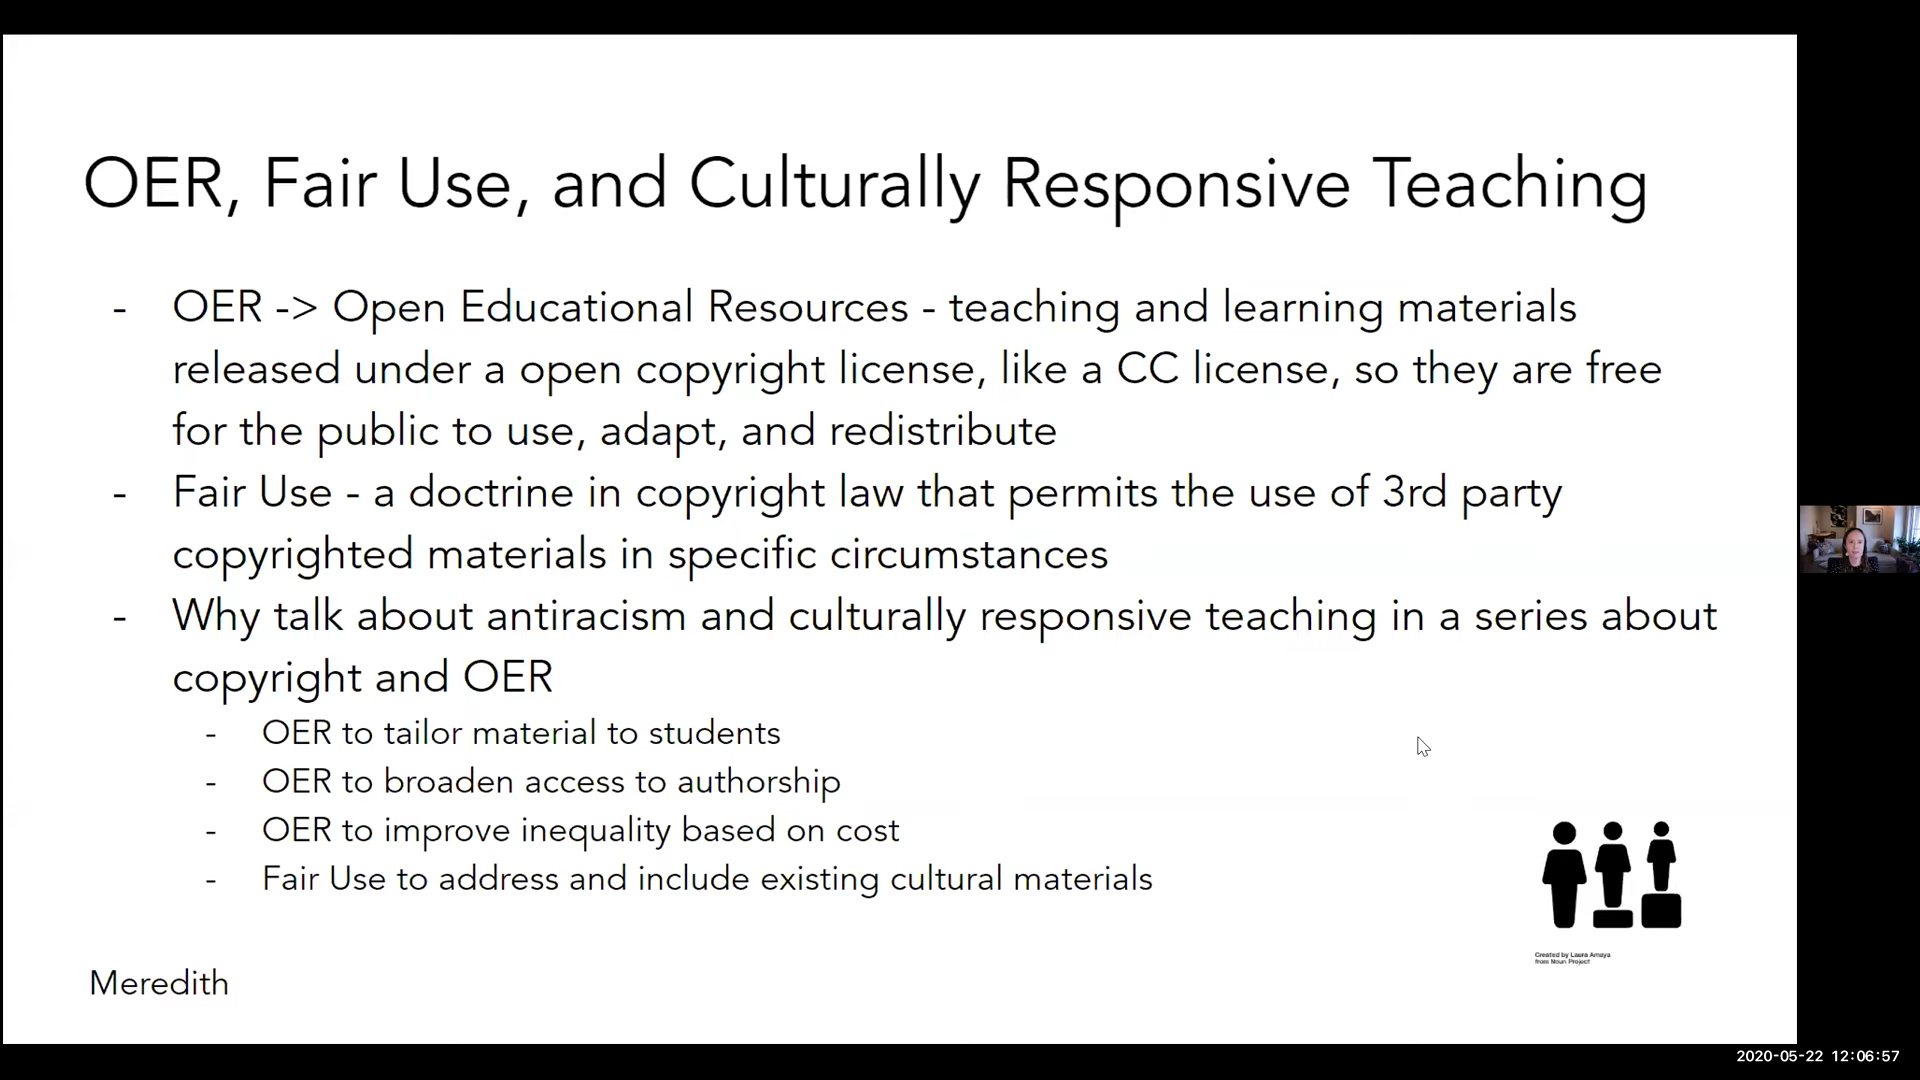 OER, Fair Use, and Culturally Responsive Teaching
- OER -> Open Educational Resources - teaching and learning materials
released under a open copyright license, like a CC license, so they are free
for the public to use, adapt, and redistribute
- Fair Use - a doctrine in copyright law that permits the use of 3rd party
copyrighted materials in specific circumstances
- Why talk about antiracism and culturally responsive teaching in a series about
copyright and OER
- OER to tailor material to students
- OER to broaden access to authorship
- OER to improve inequality based on cost
- Fair Use to address and include existing cultural materials
Created by Laura Amaya
from Noun Project
Meredith
2020-05-22 12:06:57